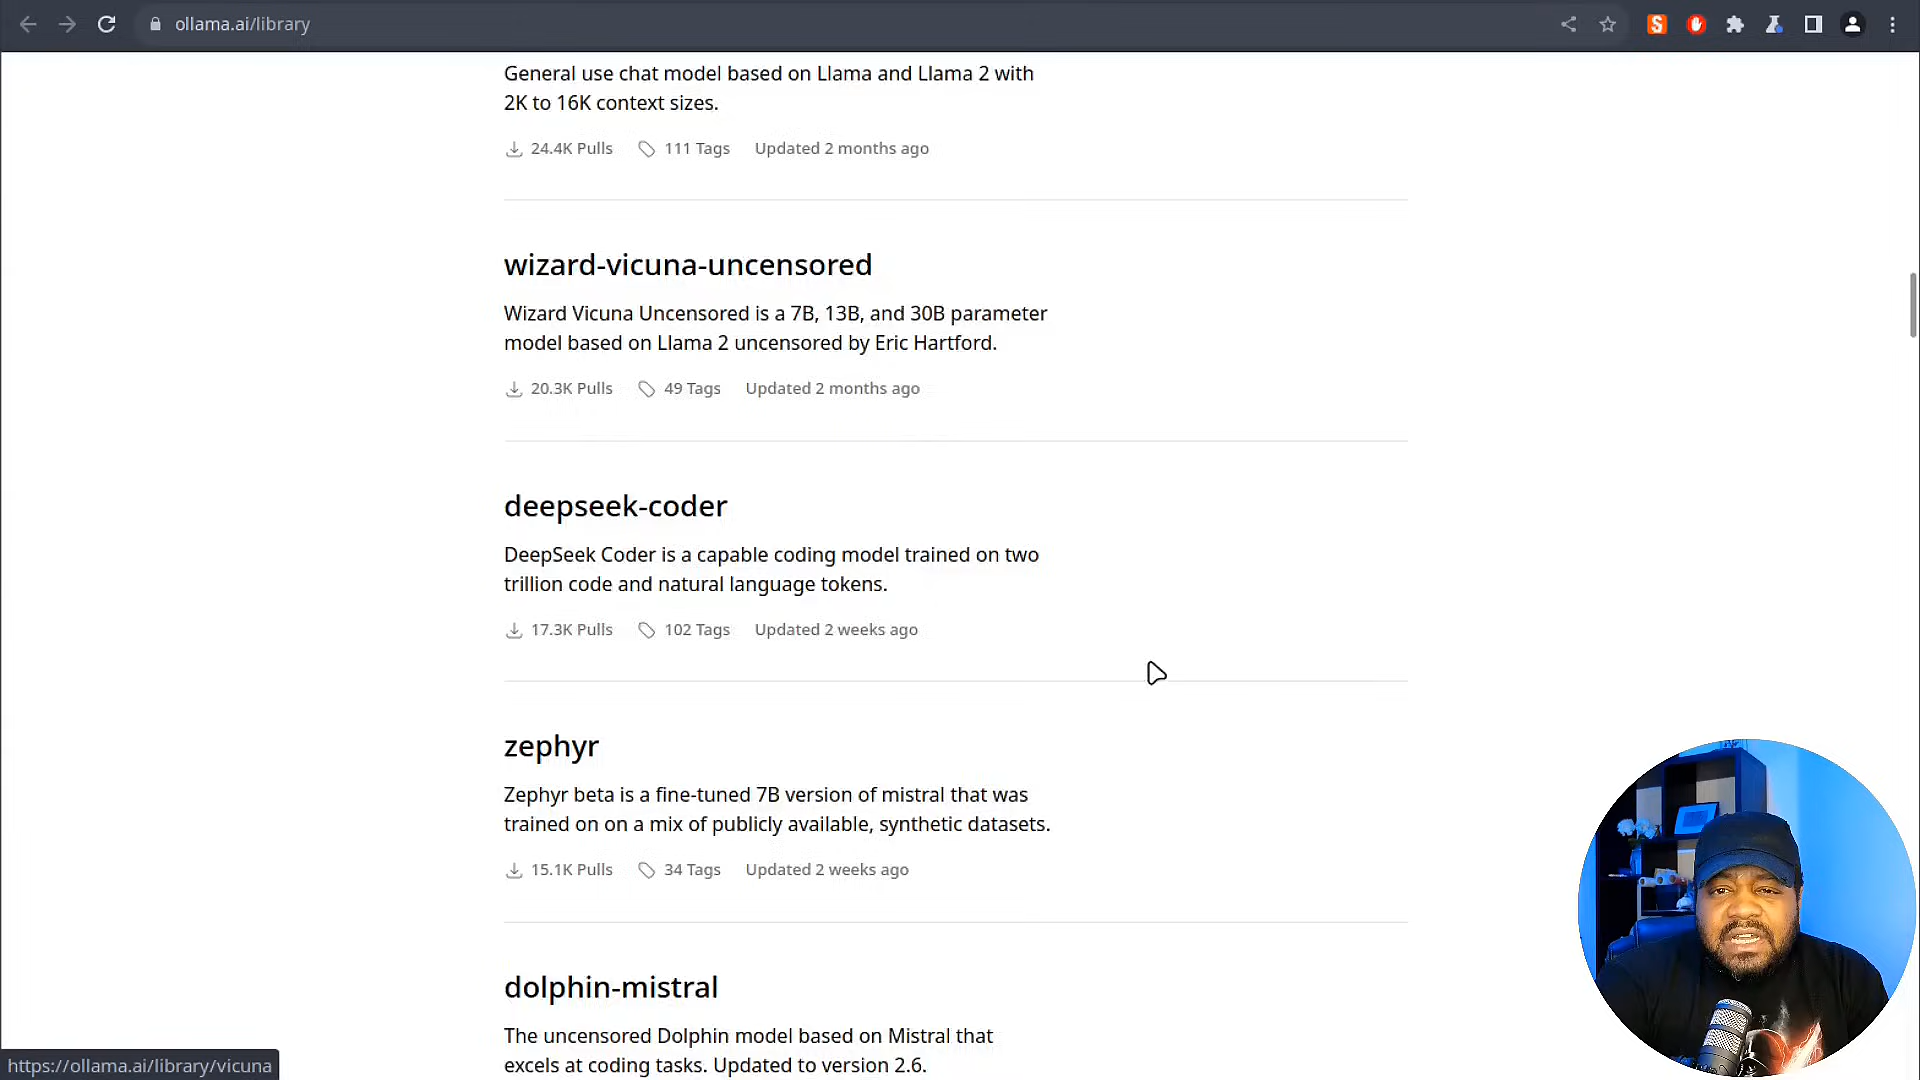 ollama.ai/library
General use chat model based on Llama and Llama 2 with
2K to 16K context sizes.
24.4K Pulls 111 Tags Updated 2 months ago
wizard-vicuna-uncensored
Wizard Vicuna Uncensored is a 7B, 13B, and 30B parameter
model based on Llama 2 uncensored by Eric Hartford.
20.3K Pulls 49 Tags Updated 2 months ago
deepseek-coder
DeepSeek Coder is a capable coding model trained on two
trillion code and natural language tokens.
17.3K Pulls 102 Tags Updated 2 weeks ago
zephyr
Zephyr beta is a fine-tuned 7B version of mistral that was
trained on on a mix of publicly available, synthetic datasets.
15.1K Pulls 34 Tags Updated 2 weeks ago
dolphin-mistral
The uncensored Dolphin model based on Mistral that
excels at coding tasks. Updated to version 2.6.
https://ollama.ai/library/vicuna